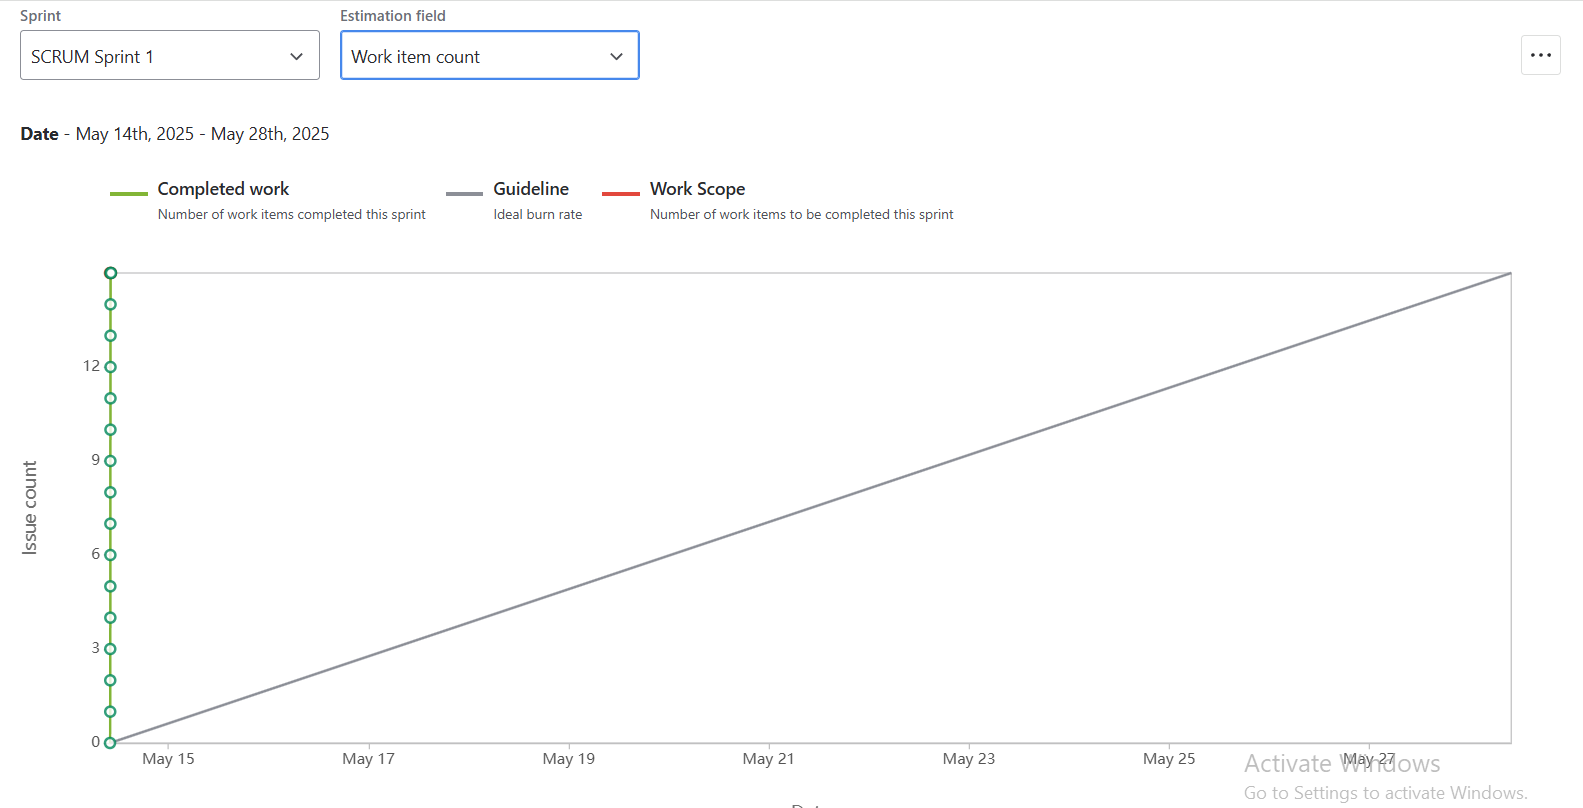 Sprint
Estimation field
SCRUM Sprint 1
Work item count
Date - May 14th, 2025 - May 28th, 2025
Completed work
Number of work items completed this sprint
Guideline
Ideal burn rate
Work Scope
Number of work items to be completed this sprint
12
9
6
3
0
Issue count
May 15
May 17
May 19
May 21
May 23
May 25
May 27
Activate Windows
Go to Settings to activate Windows.